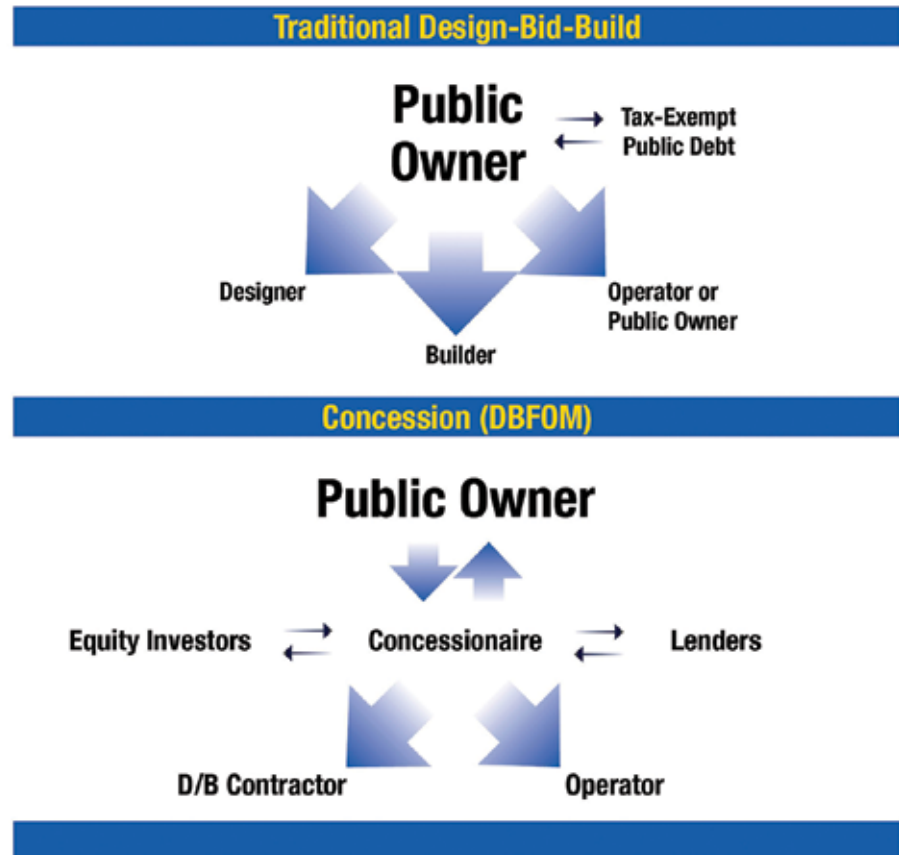 Traditional Design-Bid-Build
Public
Owner
Tax-Exempt
Public Debt
Designer
Builder
Operator or
Public Owner
Concession (DBFOM)
Public Owner
Equity Investors
Concessionaire
Lenders
D/B Contractor
Operator